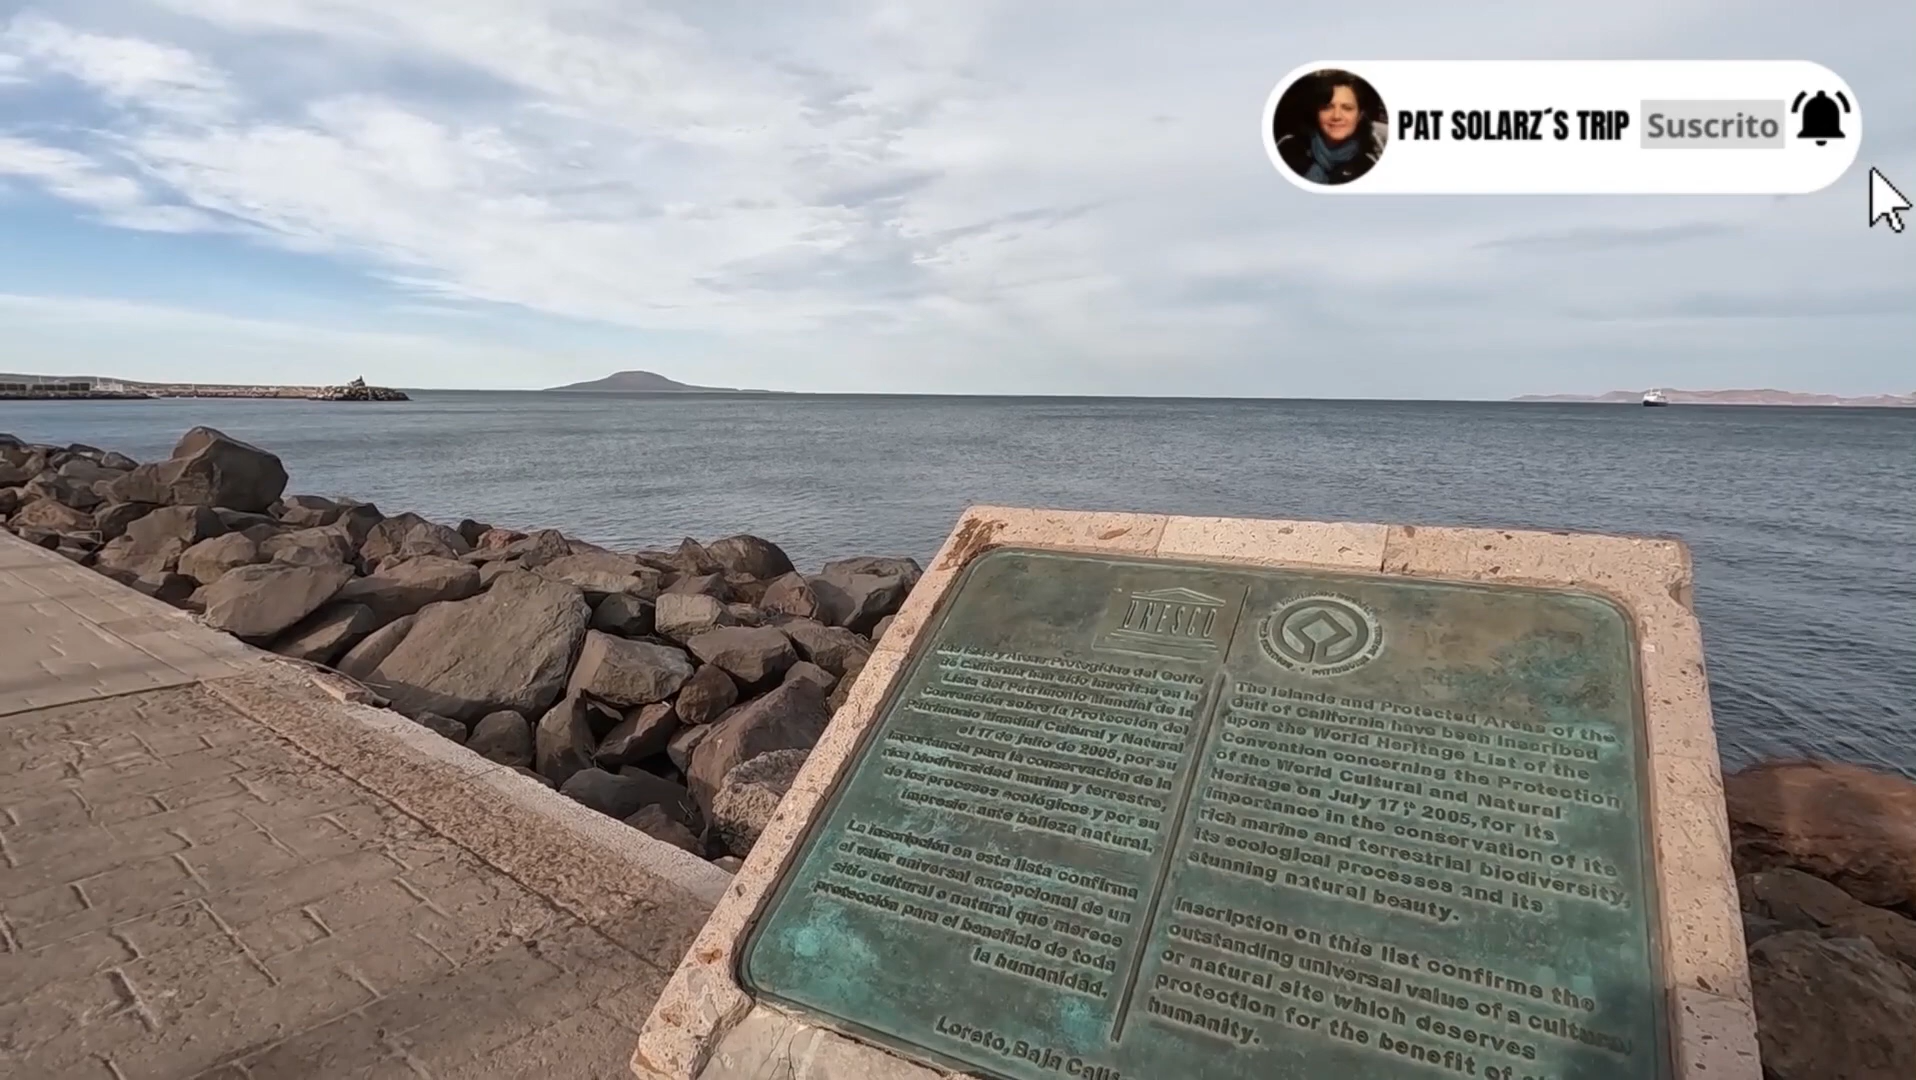 PAT SOLARZ´S TRIP Suscrito
UNESCO
Las Islas y Áreas Protegidas del Golfo
de California han sido inscritas en la
Lista del Patrimonio Mundial de la
Convención sobre la Protección del
Patrimonio Mundial Cultural y Natural
el 17 de julio de 2005, por su
importancia para la conservación de la
rica biodiversidad marina y terrestre,
de los procesos ecológicos y por su
impresionante belleza natural.
La inscripción en esta lista confirma
el valor universal excepcional de un
sitio cultural o natural que merece
protección para el beneficio de toda
la humanidad.
The Islands and Protected Areas of the
Gulf of California have been inscribed
upon the World Heritage List of the
Convention concerning the Protection
of the World Cultural and Natural
Heritage on July 17th 2005, for its
importance in the conservation of its
rich marine and terrestrial biodiversity,
its ecological processes and its
stunning natural beauty.
Inscription on this list confirms the
outstanding universal value of a cultural
or natural site which deserves
protection for the benefit of
humanity.
Loreto, Baja Calif